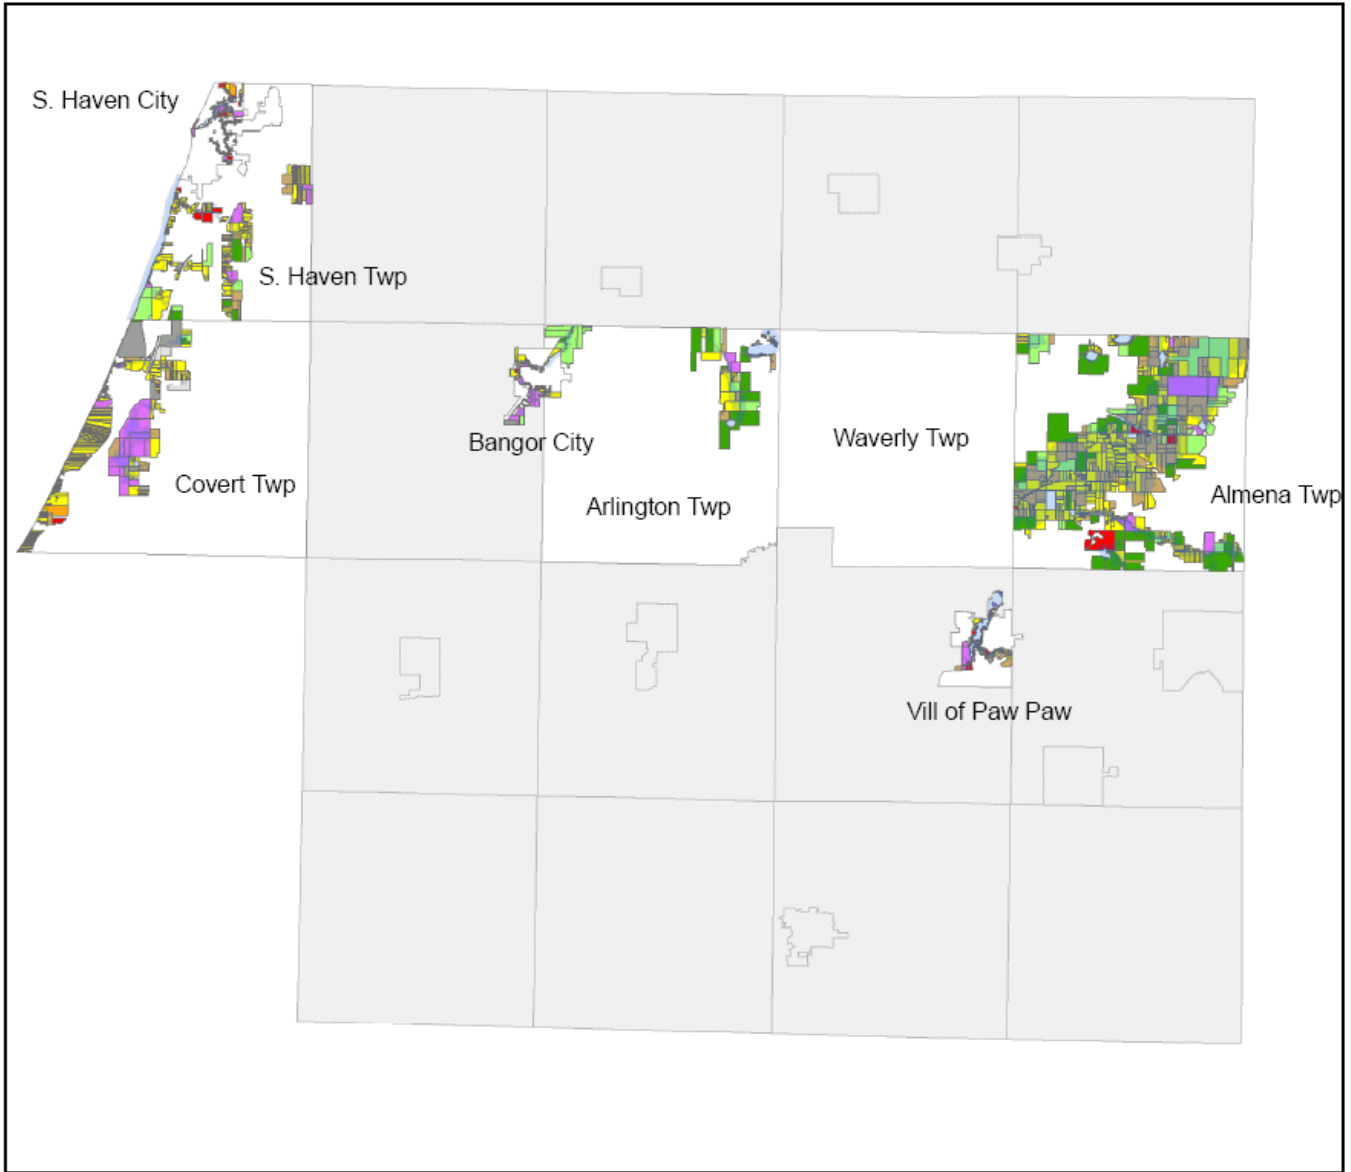 S. Haven City
S. Haven Twp
Bangor City
Waverly Twp
Covert Twp
Arlington Twp
Almena Twp
Vill of Paw Paw